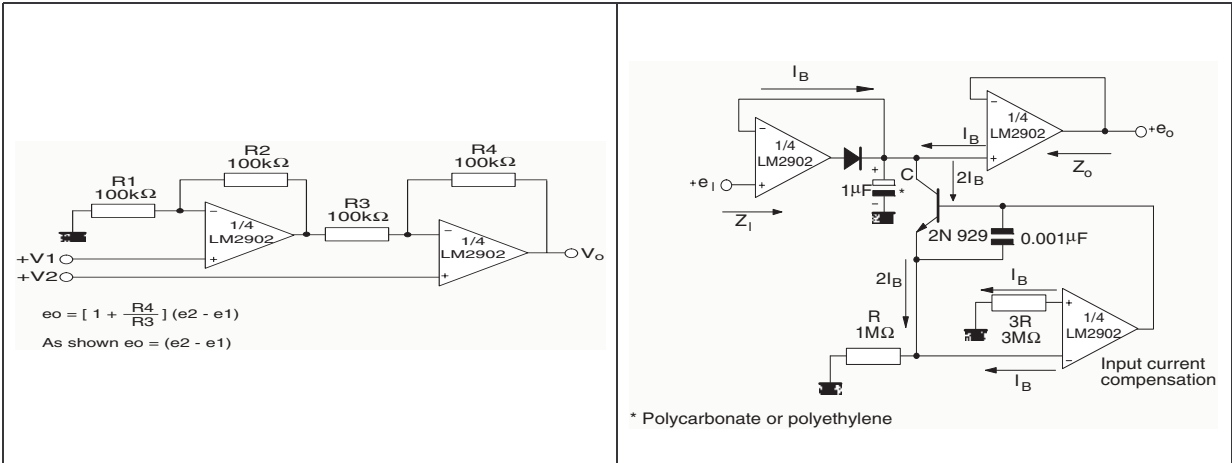 R2
100kΩ
R4
100kΩ
R1
100kΩ
R3
100kΩ
−
1/4
LM2902
+
−
1/4
LM2902
+
+V1
+V2
Vo
eo = [ 1 + R4/R3 ] (e2 - e1)
As shown eo = (e2 - e1)
IB
−
1/4
LM2902
+
+eI
ZI
+
1µF
*
−
C
IB
2IB
−
1/4
LM2902
+
+eo
Zo
2N 929
0.001µF
2IB
R
1MΩ
IB
3R
3MΩ
+
1/4
LM2902
−
IB
Input current
compensation
* Polycarbonate or polyethylene